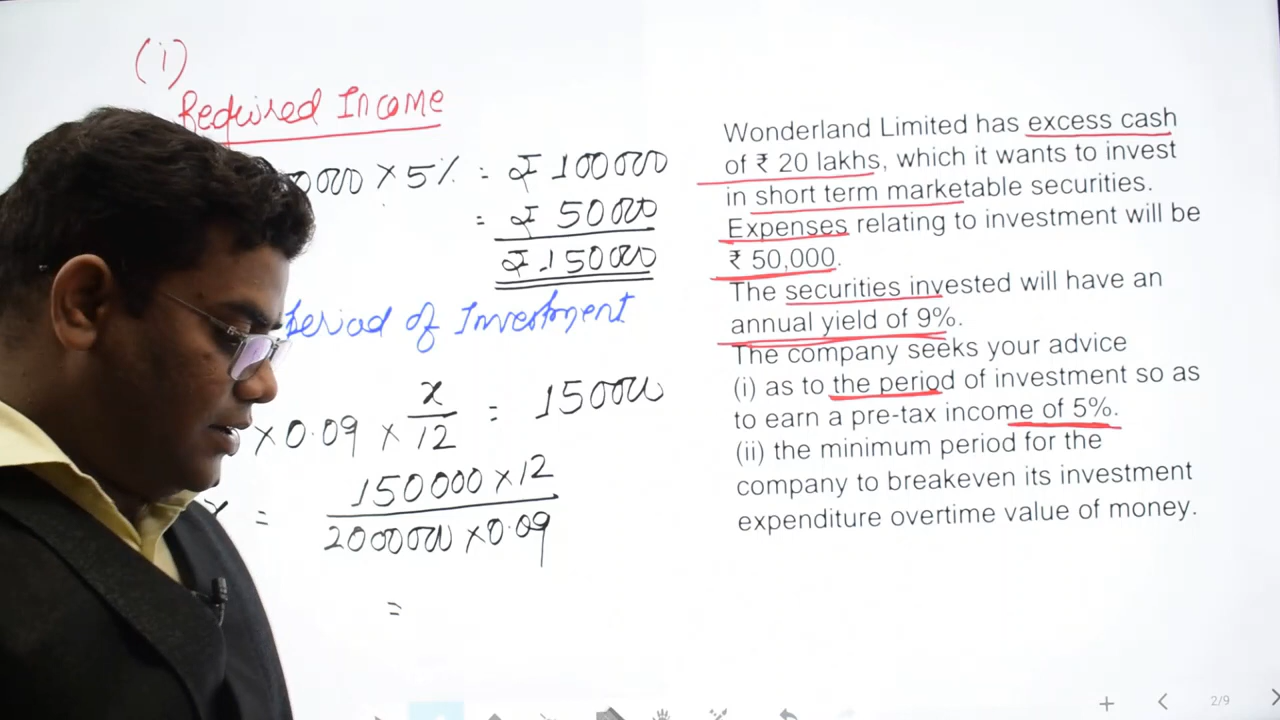 (i)
Required Income
0000 × 5% = ₹ 100000
= ₹ 50000
₹ 150000
Period of Investment
× 0.09 × x/12 = 150000
x = 150000 × 12 / 2000000 × 0.09
=
Wonderland Limited has excess cash
of ₹ 20 lakhs, which it wants to invest
in short term marketable securities.
Expenses relating to investment will be
₹ 50,000.
The securities invested will have an
annual yield of 9%.
The company seeks your advice
(i) as to the period of investment so as
to earn a pre-tax income of 5%.
(ii) the minimum period for the
company to breakeven its investment
expenditure overtime value of money.
2/9